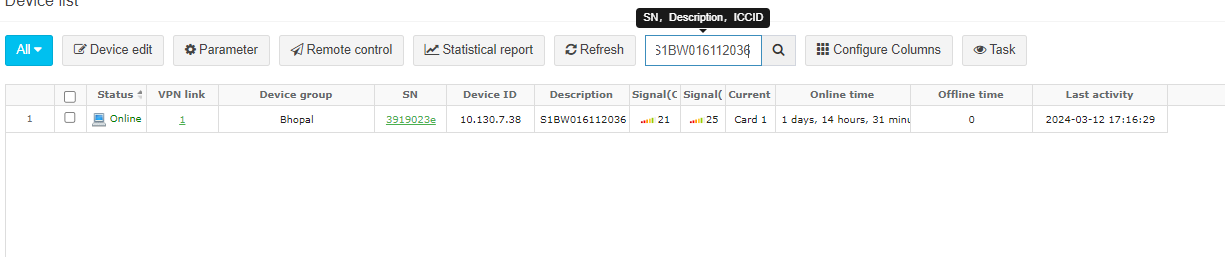 Device list
SN, Description, ICCID
All Device edit Parameter Remote control Statistical report Refresh S1BW016112036 Configure Columns Task
Status VPN link Device group SN Device ID Description Signal(C Signal( Current Online time Offline time Last activity
1 Online 1 Bhopal 3919023e 10.130.7.38 S1BW016112036 21 25 Card 1 1 days, 14 hours, 31 minu 0 2024-03-12 17:16:29